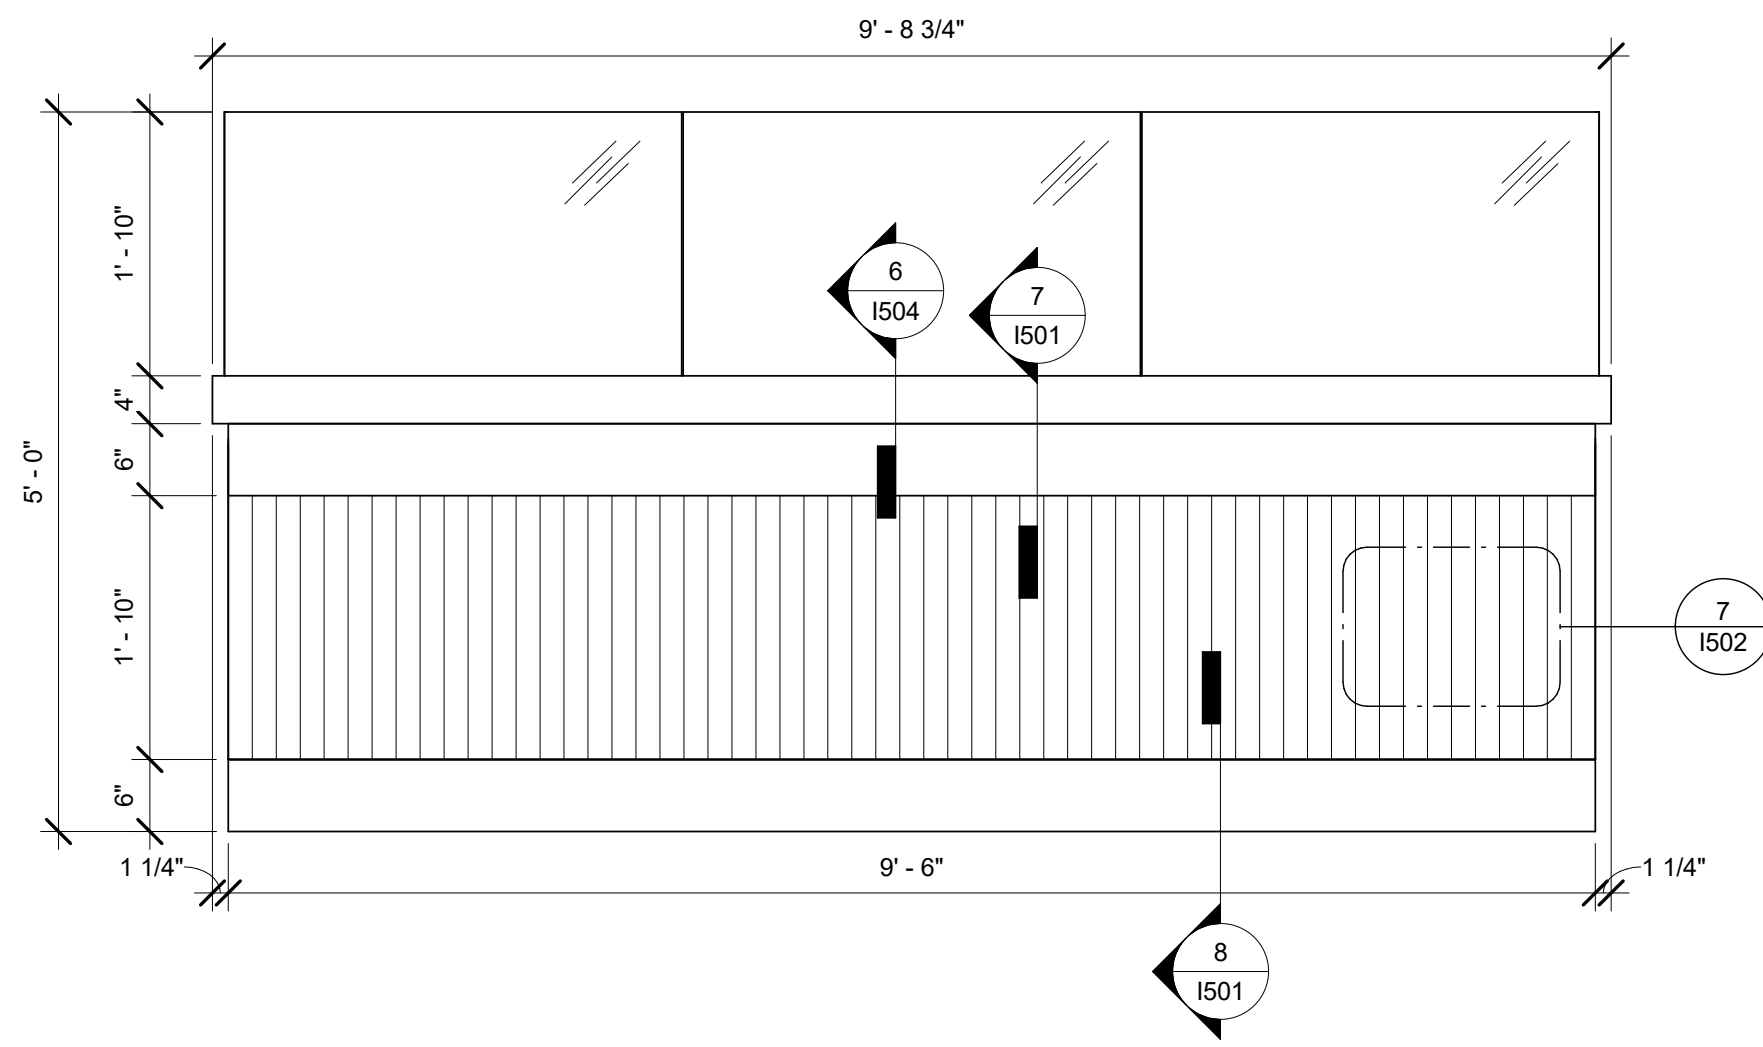 9' - 8 3/4"
1' - 10"
6
I504
7
I501
4"
5' - 0"
6"
1' - 10"
7
I502
6"
1 1/4"
9' - 6"
1 1/4"
8
I501